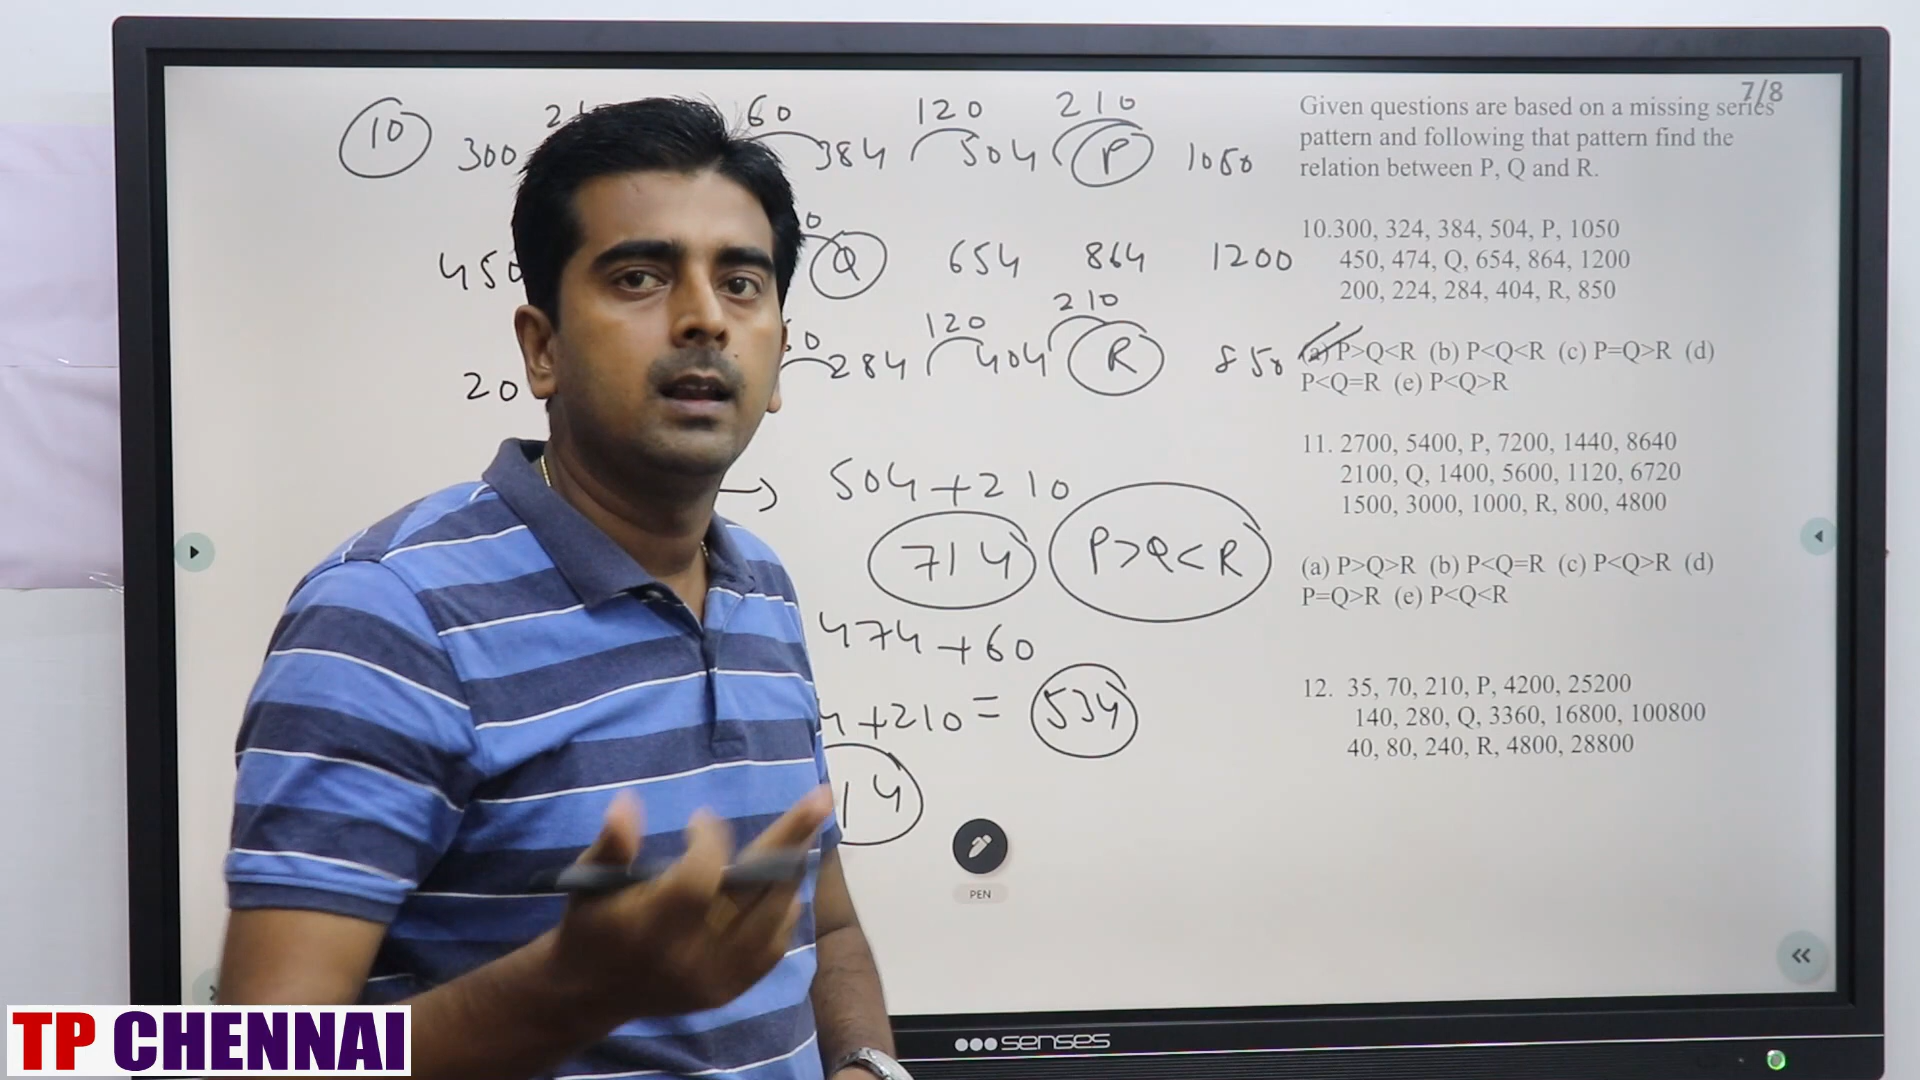 7/8
10 300 60 384 120 504 210 P 1050
450 0 Q 654 864 1200
20 284 120 404 210 R 850
→ 504+210
714 P>Q<R
474+60
+210 = 534
14
PEN
Given questions are based on a missing series
pattern and following that pattern find the
relation between P, Q and R.
10.300, 324, 384, 504, P, 1050
450, 474, Q, 654, 864, 1200
200, 224, 284, 404, R, 850
(a) P>Q<R (b) P<Q<R (c) P=Q>R (d)
P<Q=R (e) P<Q>R
11. 2700, 5400, P, 7200, 1440, 8640
2100, Q, 1400, 5600, 1120, 6720
1500, 3000, 1000, R, 800, 4800
(a) P>Q>R (b) P<Q=R (c) P<Q>R (d)
P=Q>R (e) P<Q<R
12. 35, 70, 210, P, 4200, 25200
140, 280, Q, 3360, 16800, 100800
40, 80, 240, R, 4800, 28800
senses
TP CHENNAI